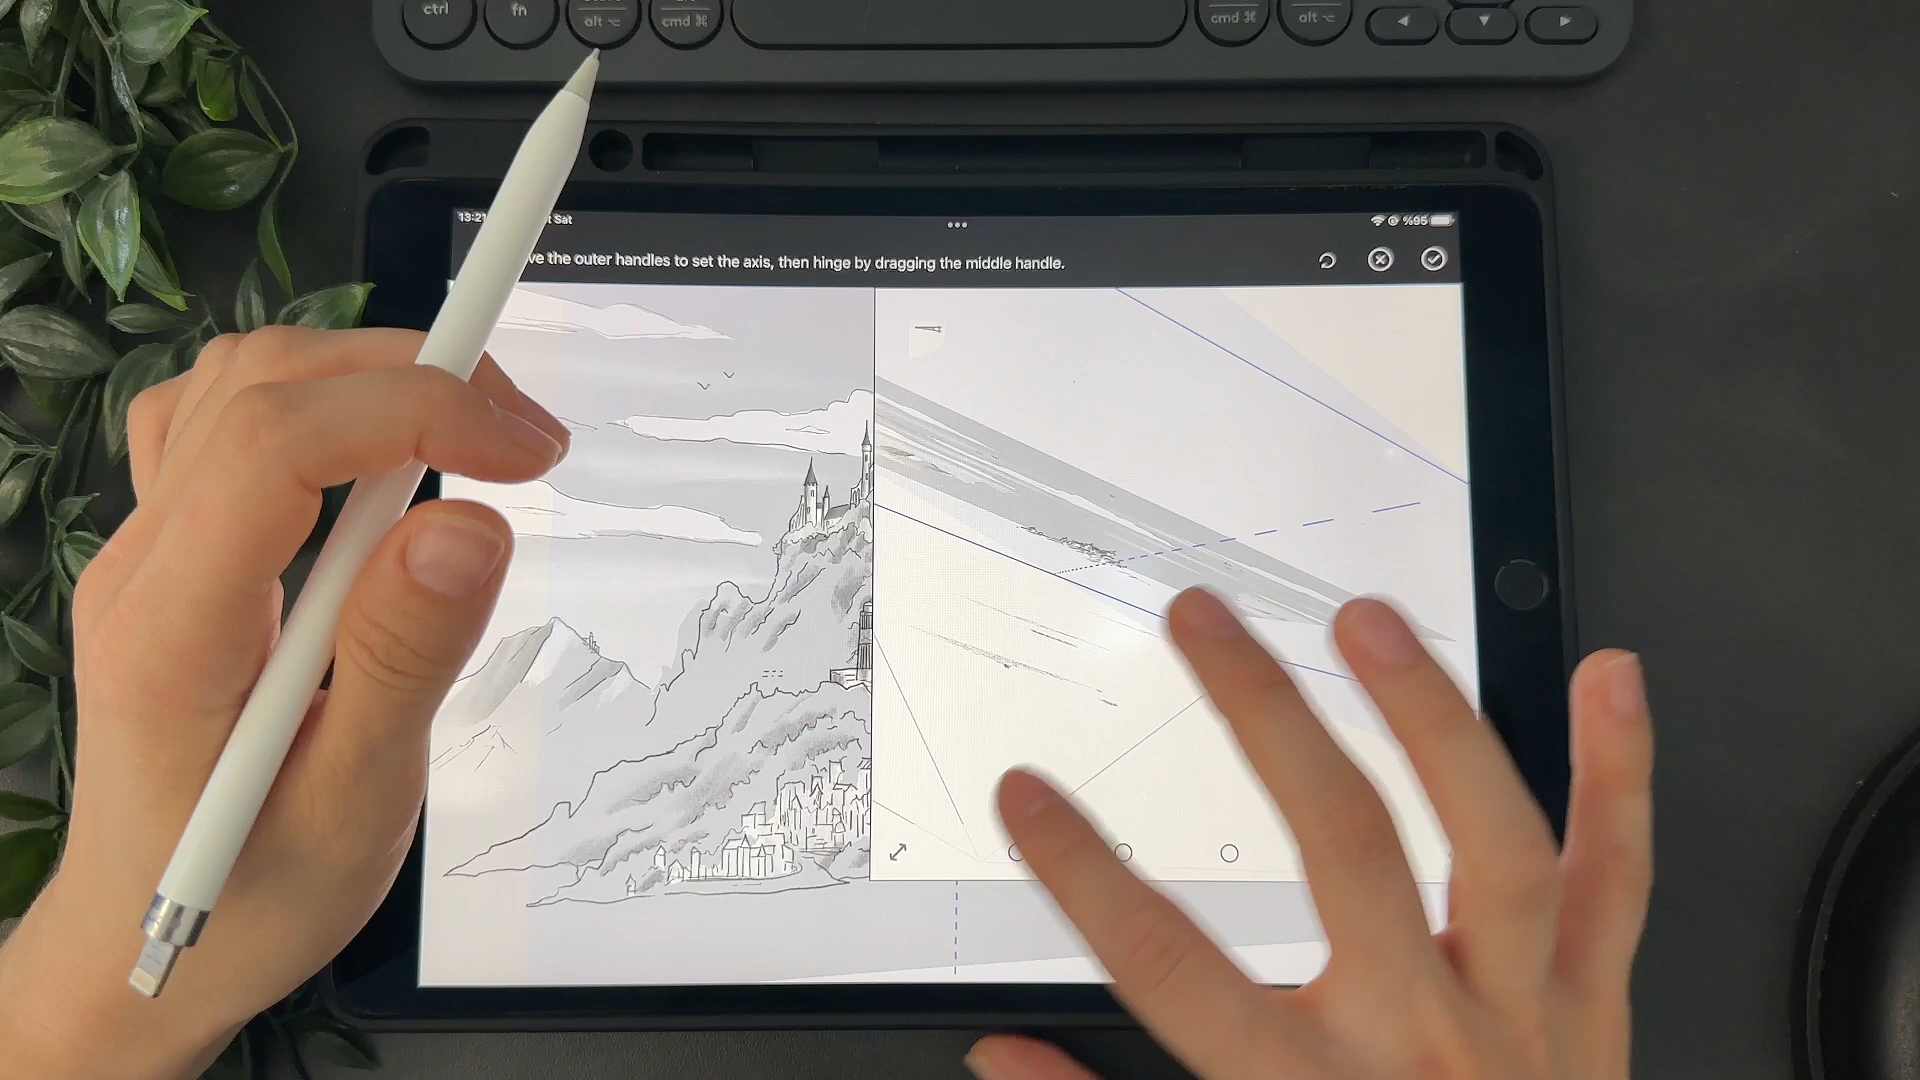 ctrl
fn
alt ⌥
cmd ⌘
cmd ⌘
alt ⌥
13:21
Sat
%95
the outer handles to set the axis, then hinge by dragging the middle handle.